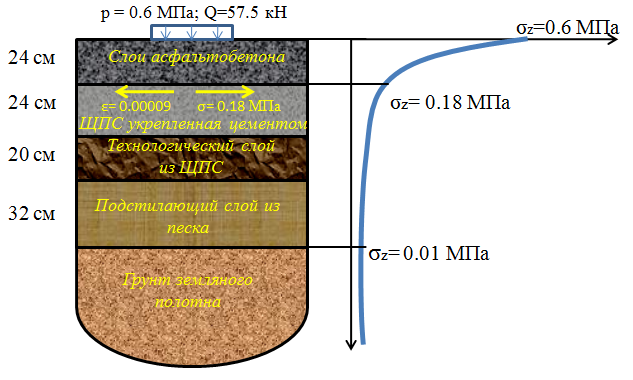 p = 0.6 МПа; Q=57.5 кН
σz=0.6 МПа
24 см
Слои асфальтобетона
24 см
ε= 0.00009 σ= 0.18 МПа
σz= 0.18 МПа
ЩПС укрепленная цементом
20 см
Технологический слой
из ЩПС
32 см
Подстилающий слой из
песка
σz= 0.01 МПа
Грунт земляного
полотна